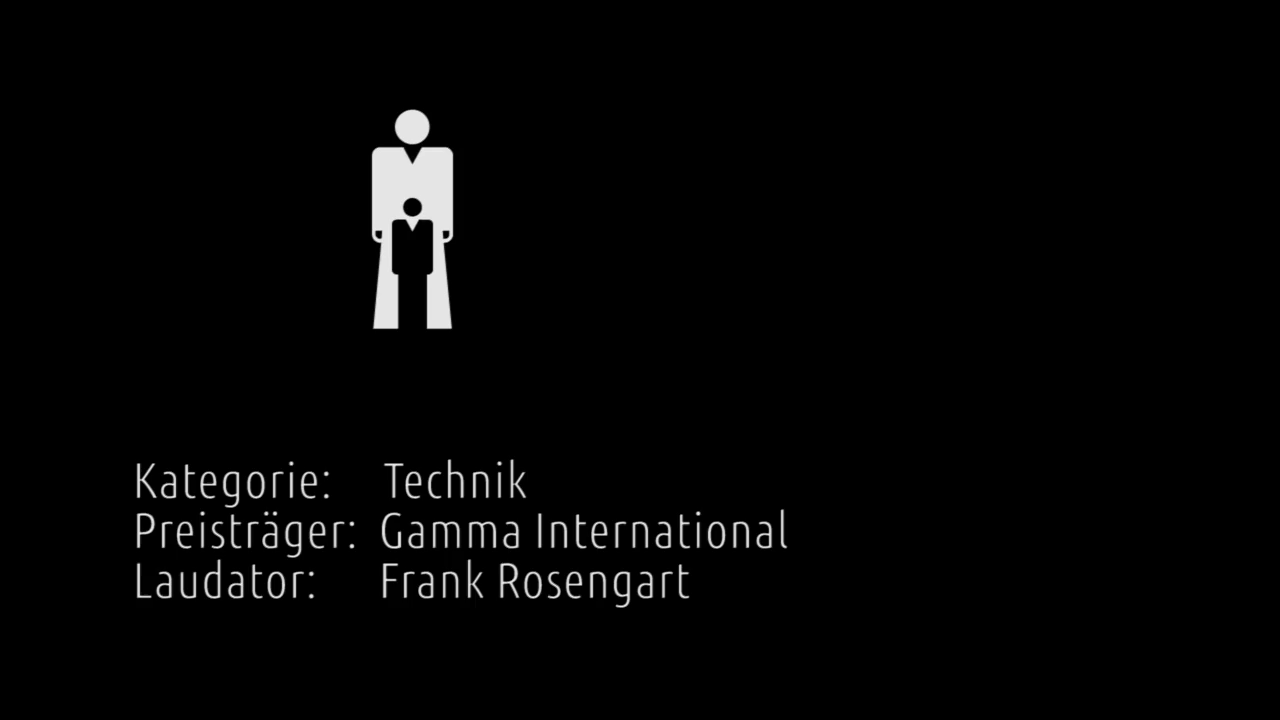 Kategorie: Technik
Preisträger: Gamma International
Laudator: Frank Rosengart